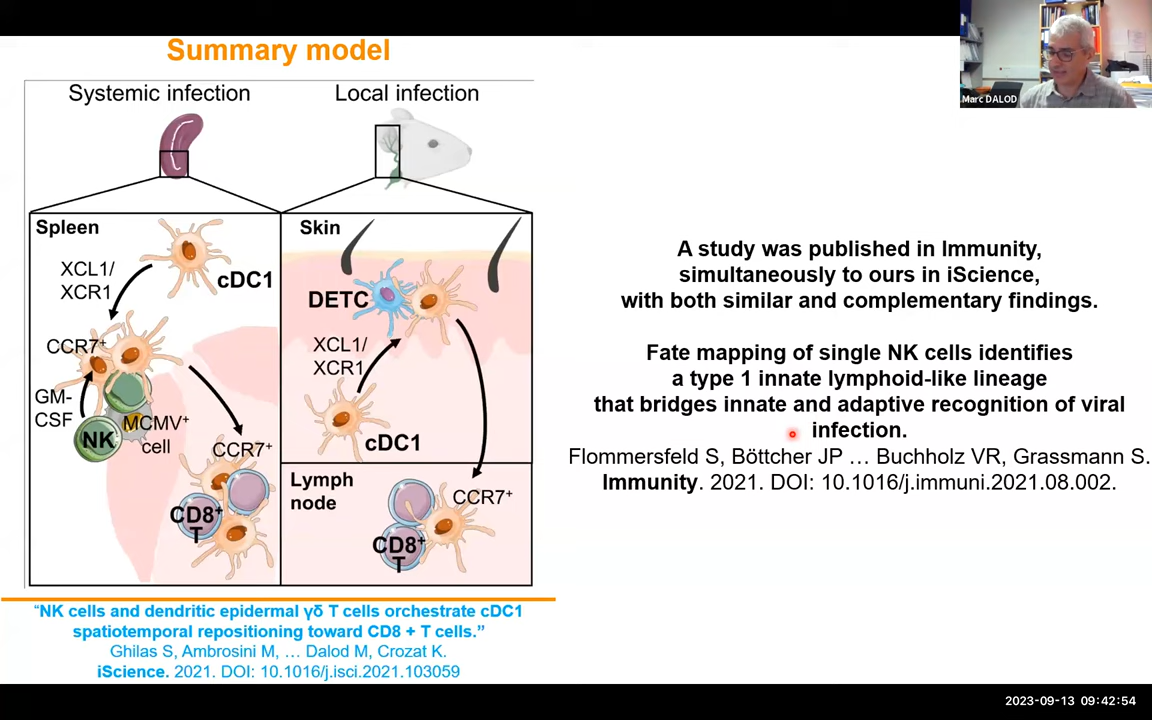 Summary model
Marc DALOD
Systemic infection
Local infection
Spleen
XCL1/
XCR1
cDC1
CCR7+
GM-
CSF
NK
MCMV+
cell
CCR7+
CD8+
T
Skin
DETC
XCL1/
XCR1
cDC1
Lymph
node
CCR7+
CD8+
T
A study was published in Immunity,
simultaneously to ours in iScience,
with both similar and complementary findings.
Fate mapping of single NK cells identifies
a type 1 innate lymphoid-like lineage
that bridges innate and adaptive recognition of viral
infection.
Flommersfeld S, Böttcher JP … Buchholz VR, Grassmann S.
Immunity. 2021. DOI: 10.1016/j.immuni.2021.08.002.
“NK cells and dendritic epidermal γδ T cells orchestrate cDC1
spatiotemporal repositioning toward CD8 + T cells.”
Ghilas S, Ambrosini M, … Dalod M, Crozat K.
iScience. 2021. DOI: 10.1016/j.isci.2021.103059
2023-09-13 09:42:54